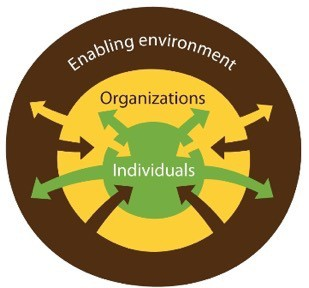 Enabling environment
Organizations
Individuals